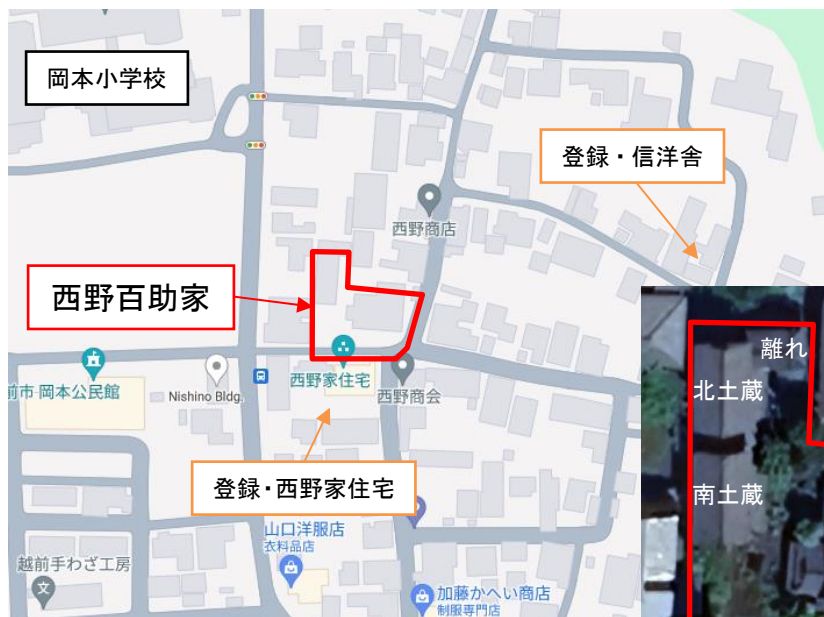 岡本小学校
登録・信洋舎
西野商店
西野百助家
離れ
北土蔵
南土蔵
西野家住宅
西野商会
前市 岡本公民館
Nishino Bldg.
登録・西野家住宅
山口洋服店
衣料品店
越前手わざ工房
加藤かへい商店
制服専門店